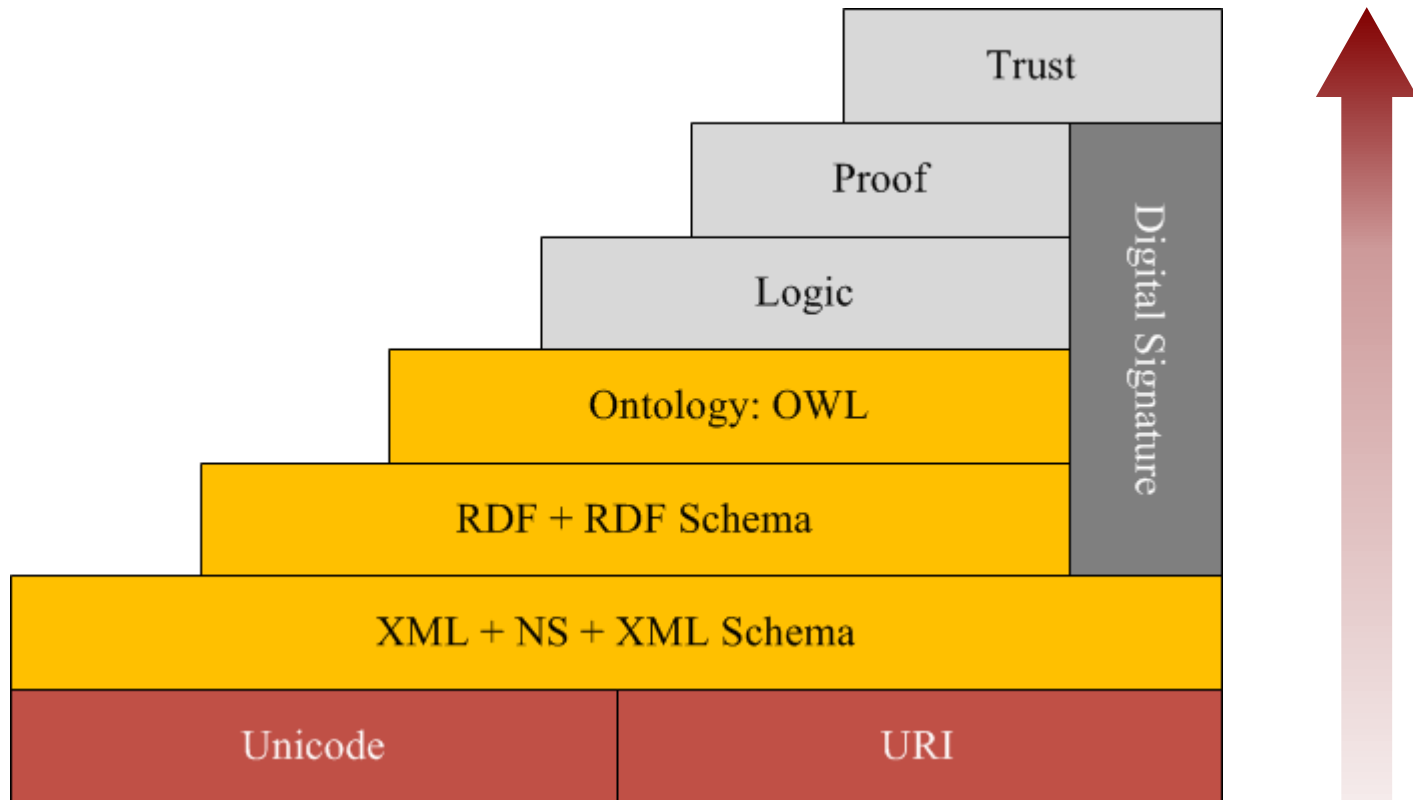 Trust
Proof
Digital Signature
Logic
Ontology: OWL
RDF + RDF Schema
XML + NS + XML Schema
Unicode
URI